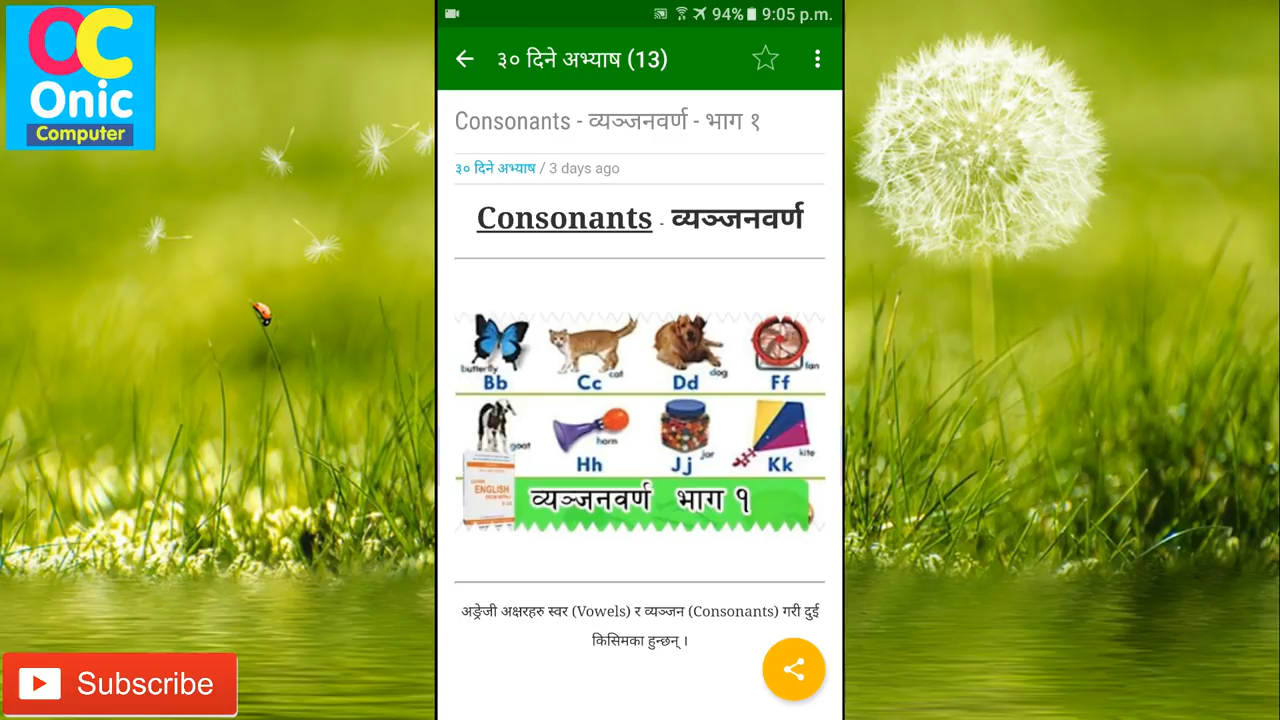 OC
Onic
Computer
94% 9:05 p.m.
३० दिने अभ्याष (13)
Consonants - व्यञ्जनवर्ण - भाग १
३० दिने अभ्याष / 3 days ago
Consonants - व्यञ्जनवर्ण
butterfly cat dog fan
Bb Cc Dd Ff
goat horn jar kite
Hh Jj Kk
ENGLISH
व्यञ्जनवर्ण भाग १
अङ्रेजी अक्षरहरु स्वर (Vowels) र व्यञ्जन (Consonants) गरी दुई
किसिमका हुन्छन् ।
Subscribe